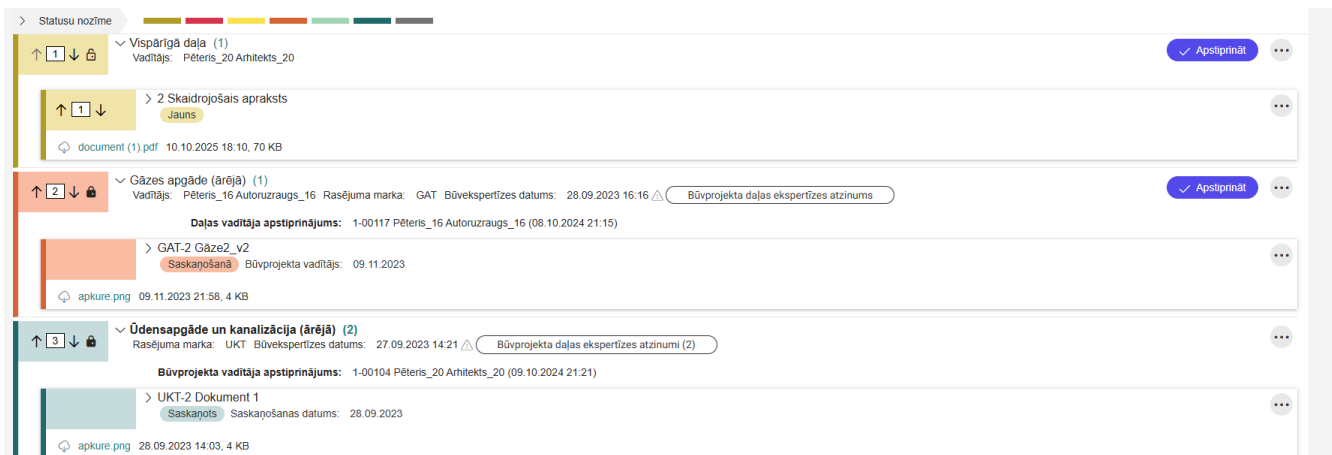 Statusu nozīme
1
Vispārīgā daļa (1)
Vadītājs: Pēteris_20 Arhitekts_20
Apstiprināt
1
2 Skaidrojošais apraksts
Jauns
document (1).pdf 10.10.2025 18:10, 70 KB
2
Gāzes apgāde (ārējā) (1)
Vadītājs: Pēteris_16 Autoruzraugs_16 Rasējuma marka: GAT Būvekspertīzes datums: 28.09.2023 16:16 Būvprojekta daļas ekspertīzes atzinums
Apstiprināt
Daļas vadītāja apstiprinājums: 1-00117 Pēteris_16 Autoruzraugs_16 (08.10.2024 21:15)
GAT-2 Gāze2_v2
Saskaņošanā Būvprojekta vadītājs: 09.11.2023
apkure.png 09.11.2023 21:58, 4 KB
3
Ūdensapgāde un kanalizācija (ārējā) (2)
Rasējuma marka: UKT Būvekspertīzes datums: 27.09.2023 14:21 Būvprojekta daļas ekspertīzes atzinumi (2)
Būvprojekta vadītāja apstiprinājums: 1-00104 Pēteris_20 Arhitekts_20 (09.10.2024 21:21)
UKT-2 Dokument 1
Saskaņots Saskaņošanas datums: 28.09.2023
apkure.png 28.09.2023 14:03, 4 KB